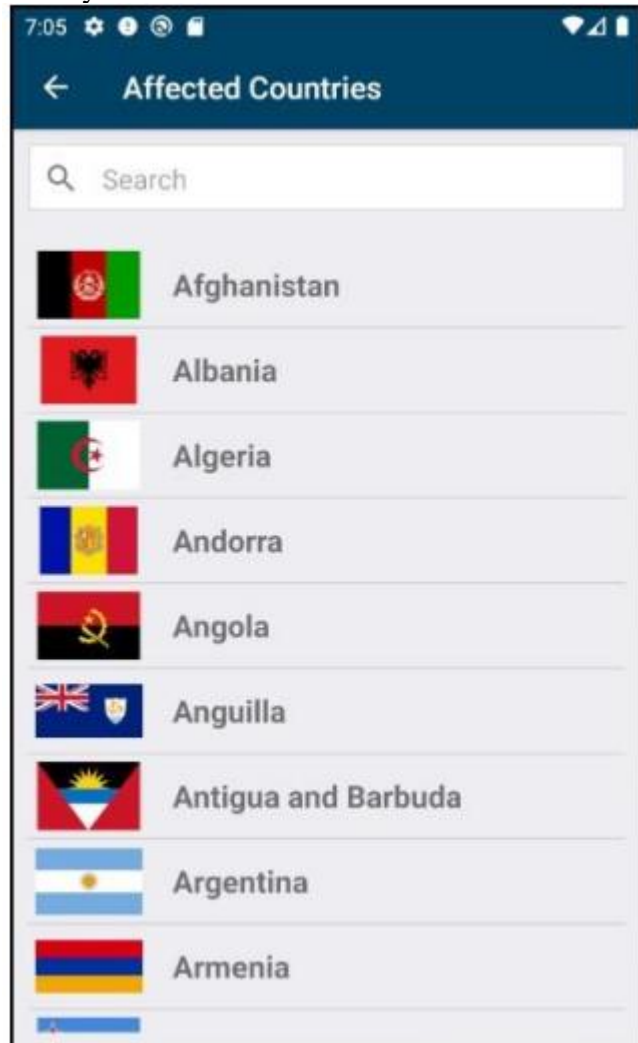 7:05
Affected Countries
Search
Afghanistan
Albania
Algeria
Andorra
Angola
Anguilla
Antigua and Barbuda
Argentina
Armenia